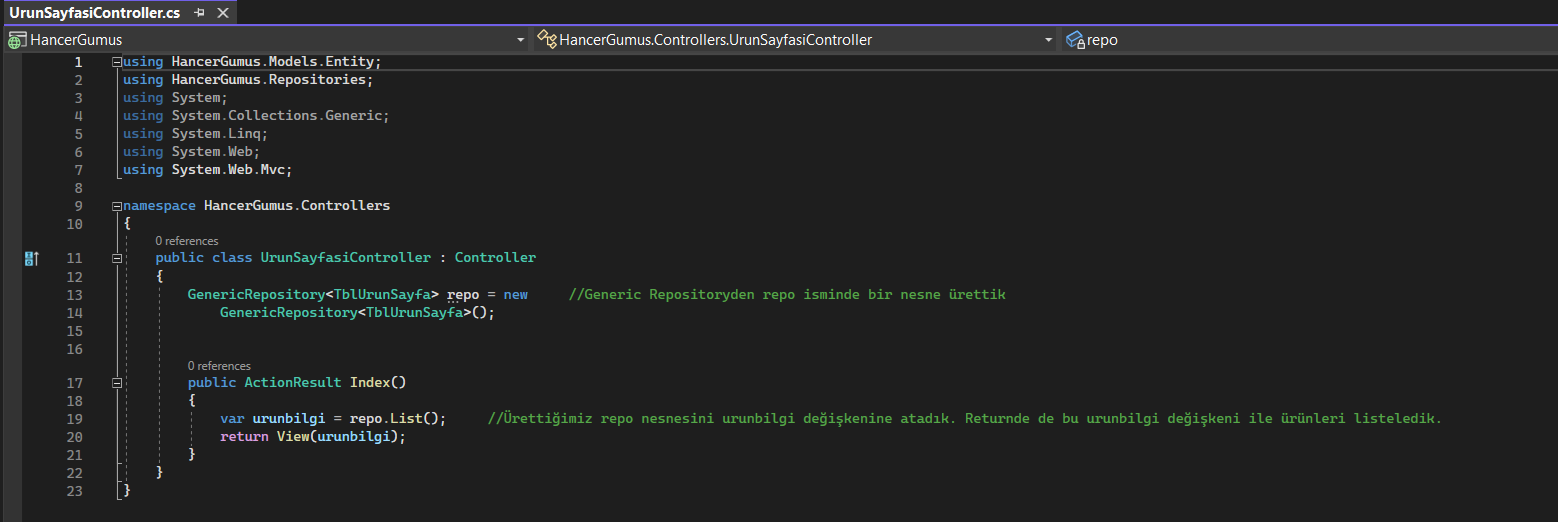 UrunSayfasiController.cs
HancerGumus HancerGumus.Controllers.UrunSayfasiController repo
1 using HancerGumus.Models.Entity;
2 using HancerGumus.Repositories;
3 using System;
4 using System.Collections.Generic;
5 using System.Linq;
6 using System.Web;
7 using System.Web.Mvc;
8
9 namespace HancerGumus.Controllers
10 {
0 references
11 public class UrunSayfasiController : Controller
12 {
13 GenericRepository<TblUrunSayfa> repo = new //Generic Repositoryden repo isminde bir nesne ürettik
14 GenericRepository<TblUrunSayfa>();
15
16
0 references
17 public ActionResult Index()
18 {
19 var urunbilgi = repo.List(); //Ürettiğimiz repo nesnesini urunbilgi değişkenine atadık. Returnde de bu urunbilgi değişkeni ile ürünleri listeledik.
20 return View(urunbilgi);
21 }
22 }
23 }